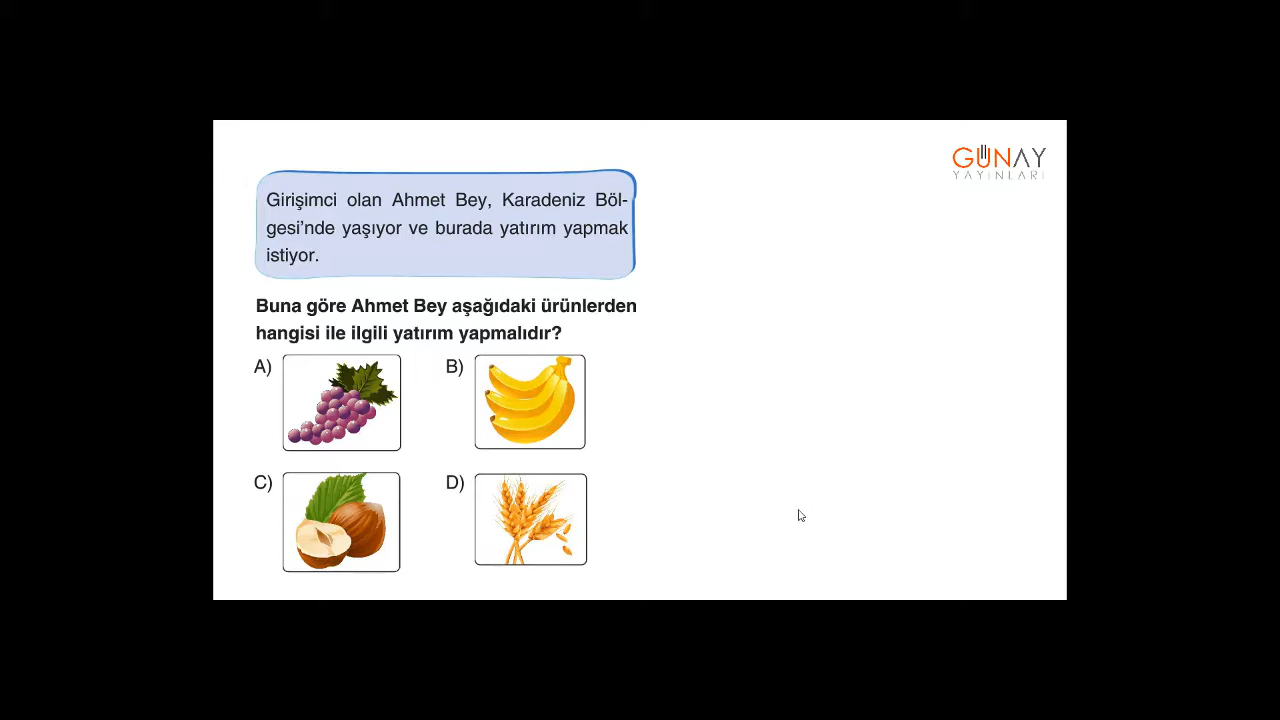 GÜNAY
YAYINLARI
Girişimci olan Ahmet Bey, Karadeniz Böl-
gesi'nde yaşıyor ve burada yatırım yapmak
istiyor.
Buna göre Ahmet Bey aşağıdaki ürünlerden
hangisi ile ilgili yatırım yapmalıdır?
A)
B)
C)
D)